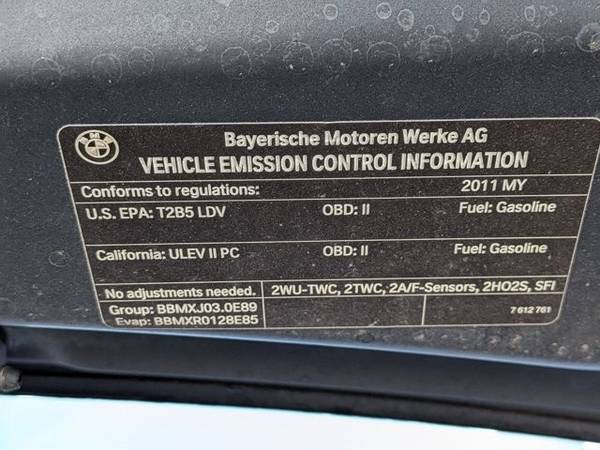 BMW
Bayerische Motoren Werke AG
VEHICLE EMISSION CONTROL INFORMATION
Conforms to regulations: 2011 MY
U.S. EPA: T2B5 LDV OBD: II Fuel: Gasoline
California: ULEV II PC OBD: II Fuel: Gasoline
No adjustments needed. 2WU-TWC, 2TWC, 2A/F-Sensors, 2HO2S, SFI
Group: BBMXJ03.0E89
Evap: BBMXR0128E85 7 612 761